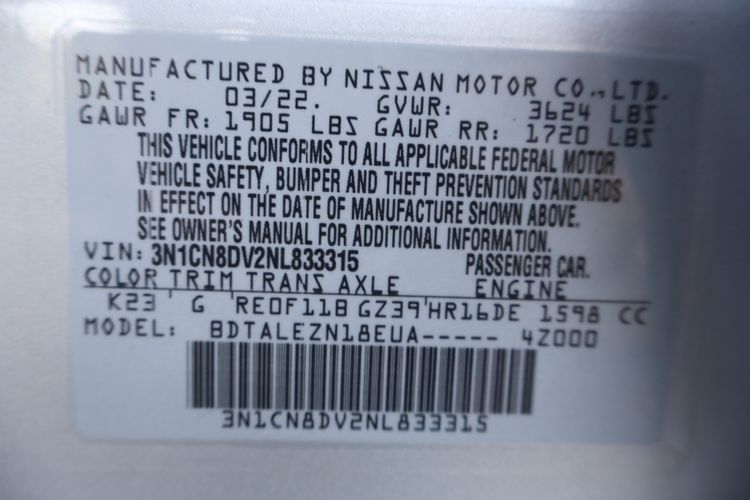 MANUFACTURED BY NISSAN MOTOR CO., LTD.
DATE: 03/22. GVWR: 3624 LBS
GAWR FR: 1905 LBS GAWR RR: 1720 LBS
THIS VEHICLE CONFORMS TO ALL APPLICABLE FEDERAL MOTOR
VEHICLE SAFETY, BUMPER AND THEFT PREVENTION STANDARDS
IN EFFECT ON THE DATE OF MANUFACTURE SHOWN ABOVE.
SEE OWNER'S MANUAL FOR ADDITIONAL INFORMATION.
VIN: 3N1CN8DV2NL833315 PASSENGER CAR.
COLOR TRIM TRANS AXLE ENGINE
K23 G RE0F11B GZ39 HR16DE 1598 CC
MODEL: BDTALEZN18EUA----- 4Z000
3N1CN8DV2NL833315